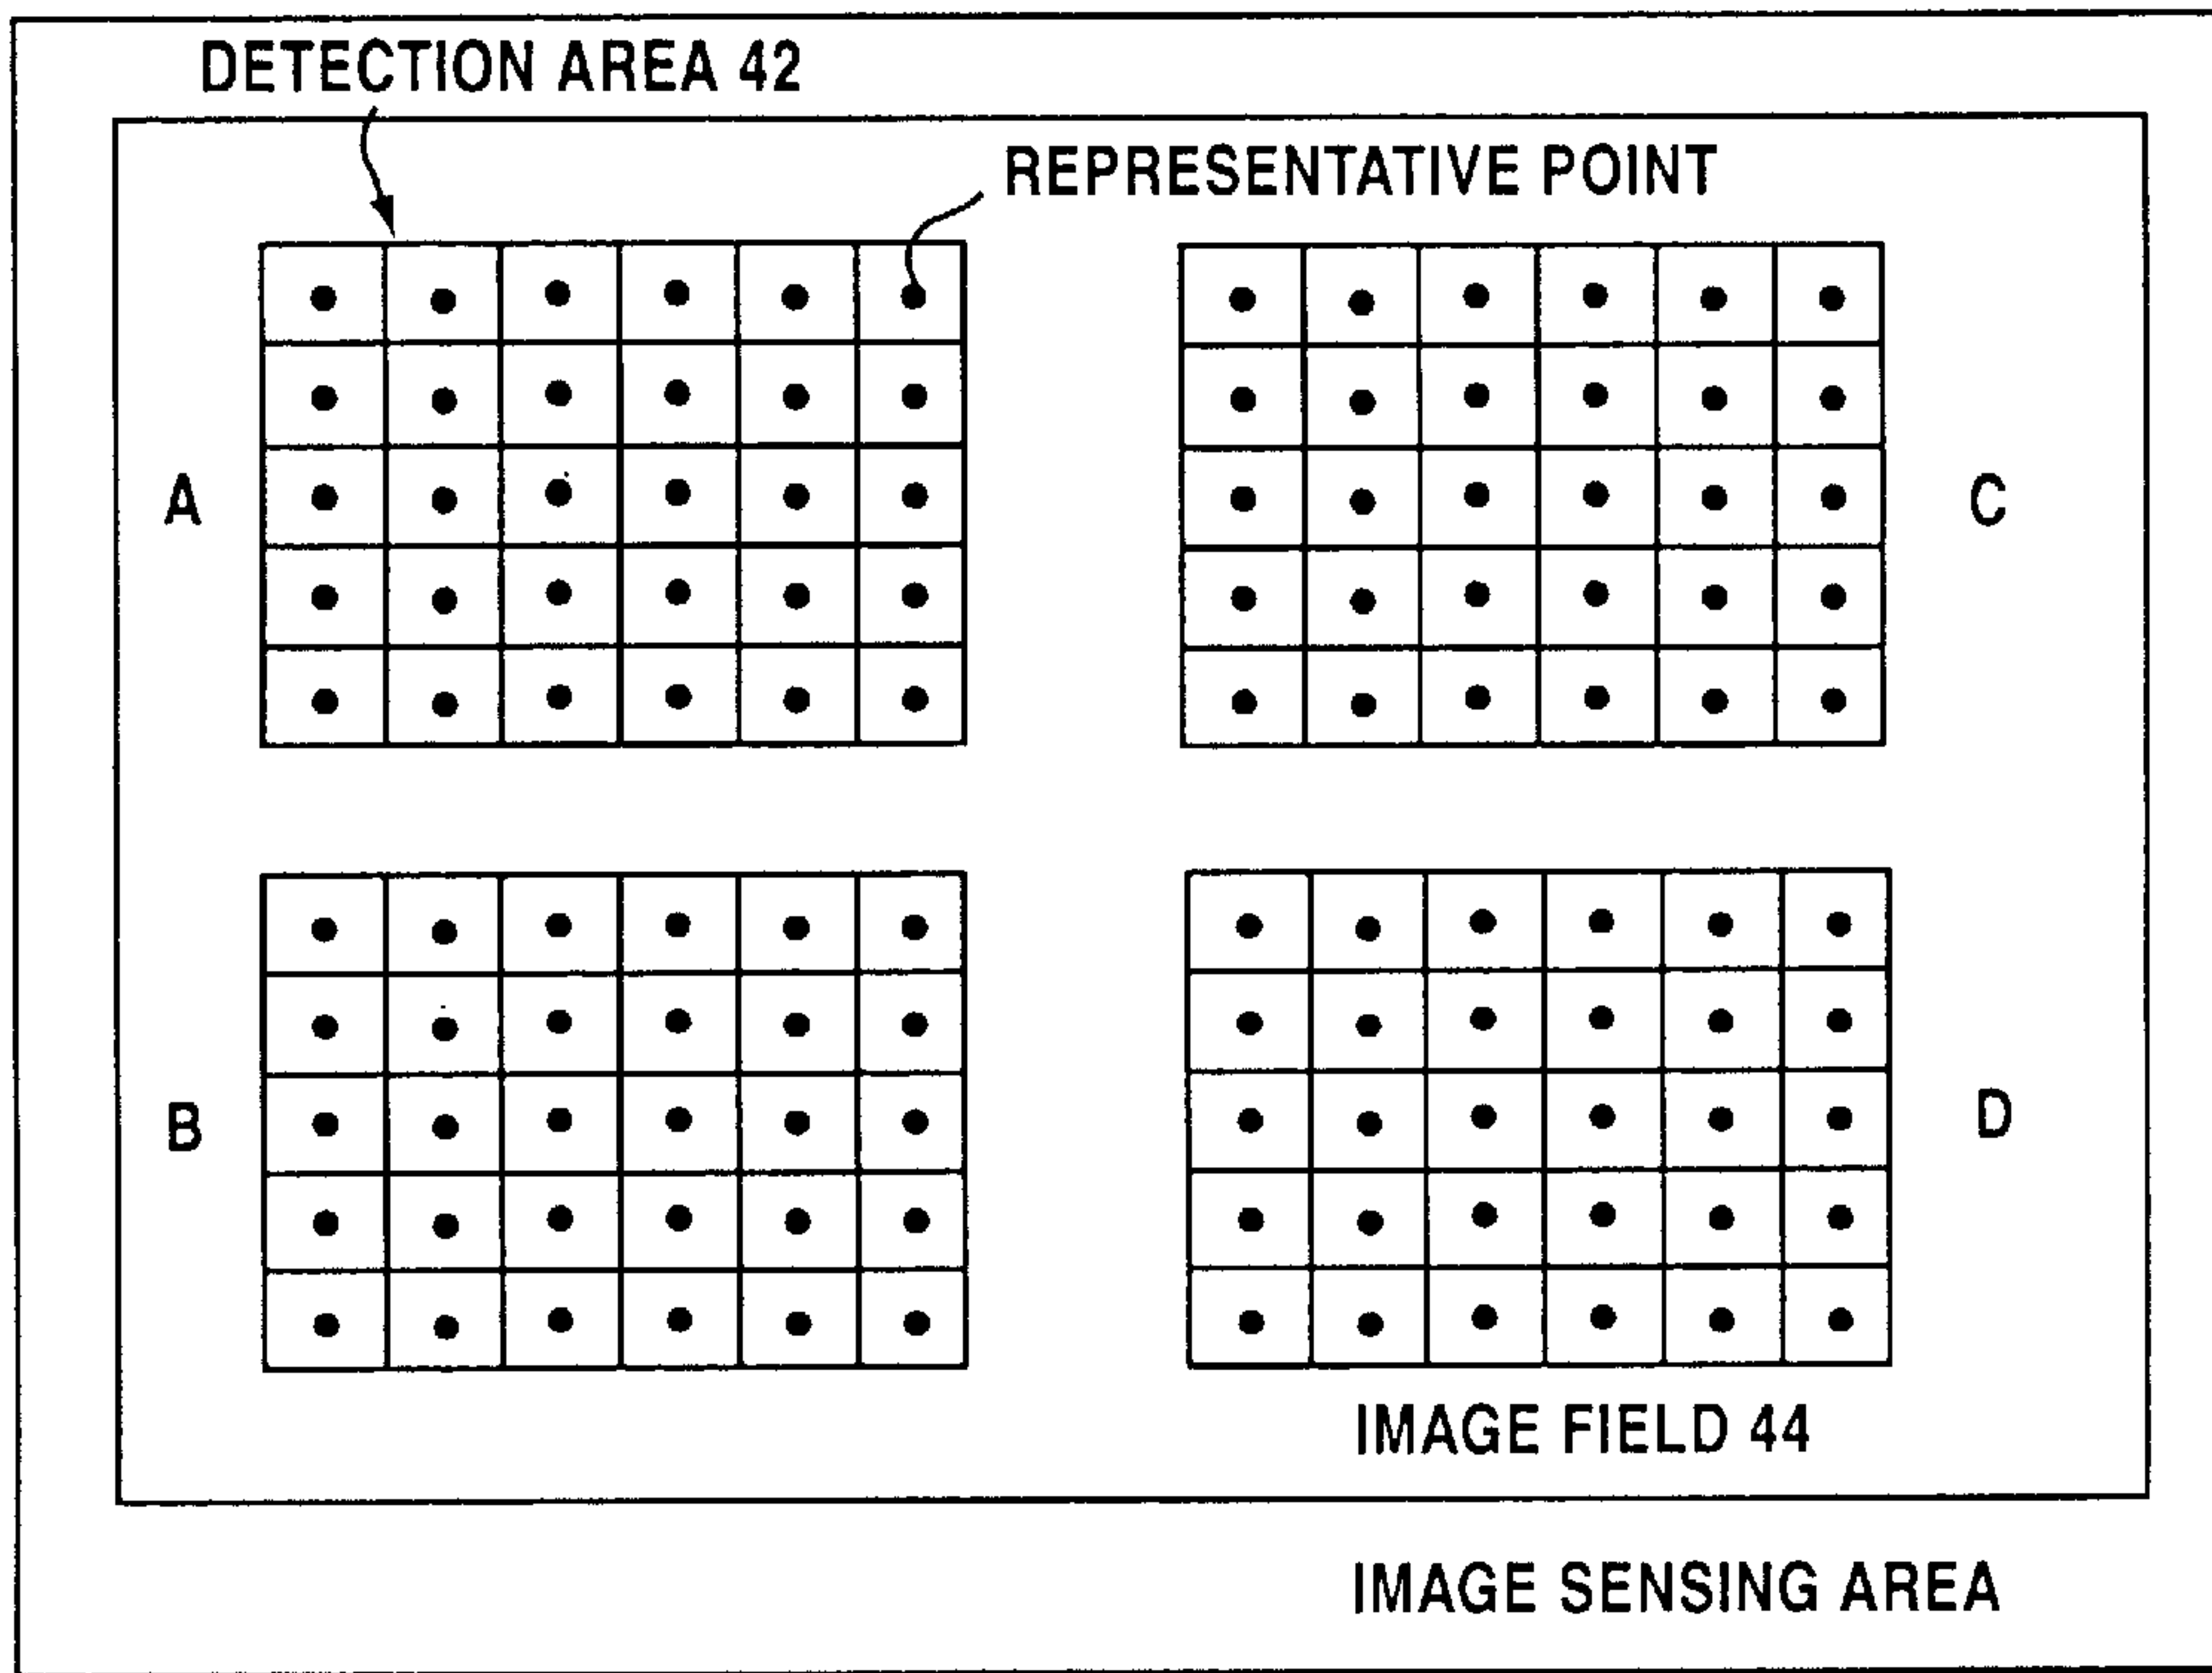 DETECTION AREA 42
REPRESENTATIVE POINT
A
C
B
D
IMAGE FIELD 44
IMAGE SENSING AREA